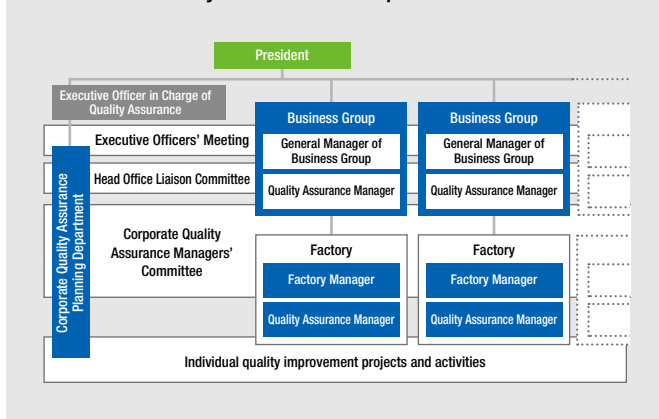 President
Executive Officer in Charge of
Quality Assurance
Business Group
Business Group
Executive Officers’ Meeting
General Manager of
Business Group
General Manager of
Business Group
Head Office Liaison Committee
Quality Assurance Manager
Quality Assurance Manager
Corporate Quality Assurance
Planning Department
Corporate Quality
Assurance Managers’
Committee
Factory
Factory
Factory Manager
Factory Manager
Quality Assurance Manager
Quality Assurance Manager
Individual quality improvement projects and activities